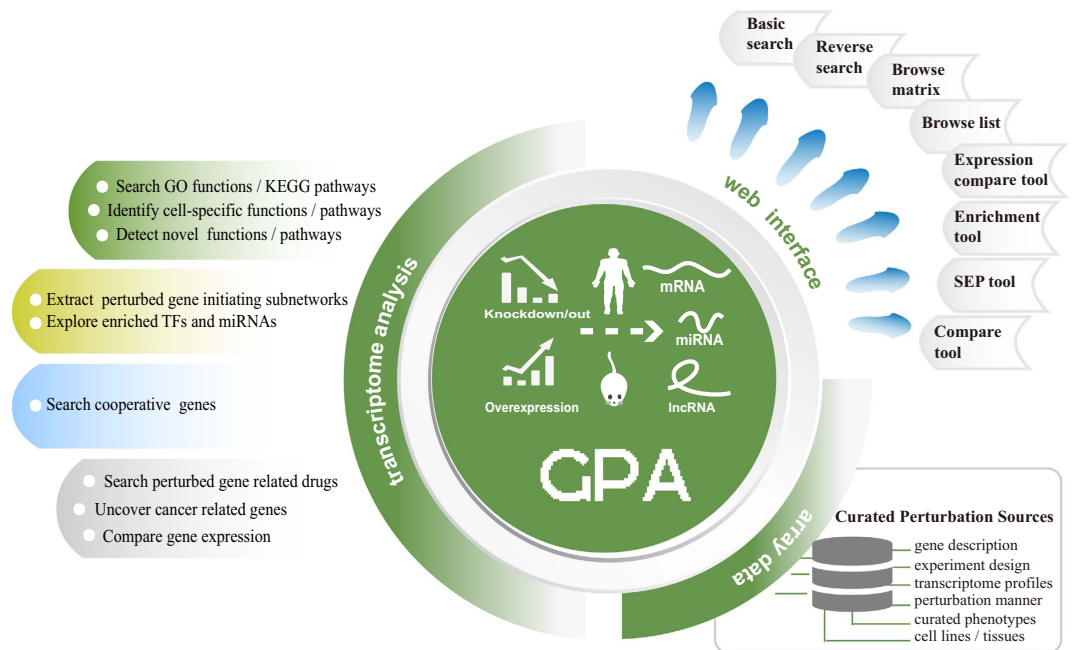 Basic
search
Reverse
search
Browse
matrix
Browse list
Expression
compare tool
Enrichment
tool
SEP tool
Compare
tool
web interface
Search GO functions / KEGG pathways
Identify cell-specific functions / pathways
Detect novel functions / pathways
Extract perturbed gene initiating subnetworks
Explore enriched TFs and miRNAs
Search cooperative genes
Search perturbed gene related drugs
Uncover cancer related genes
Compare gene expression
transcriptome analysis
Knockdown/out
mRNA
miRNA
Overexpression
lncRNA
GPA
array data
Curated Perturbation Sources
gene description
experiment design
transcriptome profiles
perturbation manner
curated phenotypes
cell lines / tissues